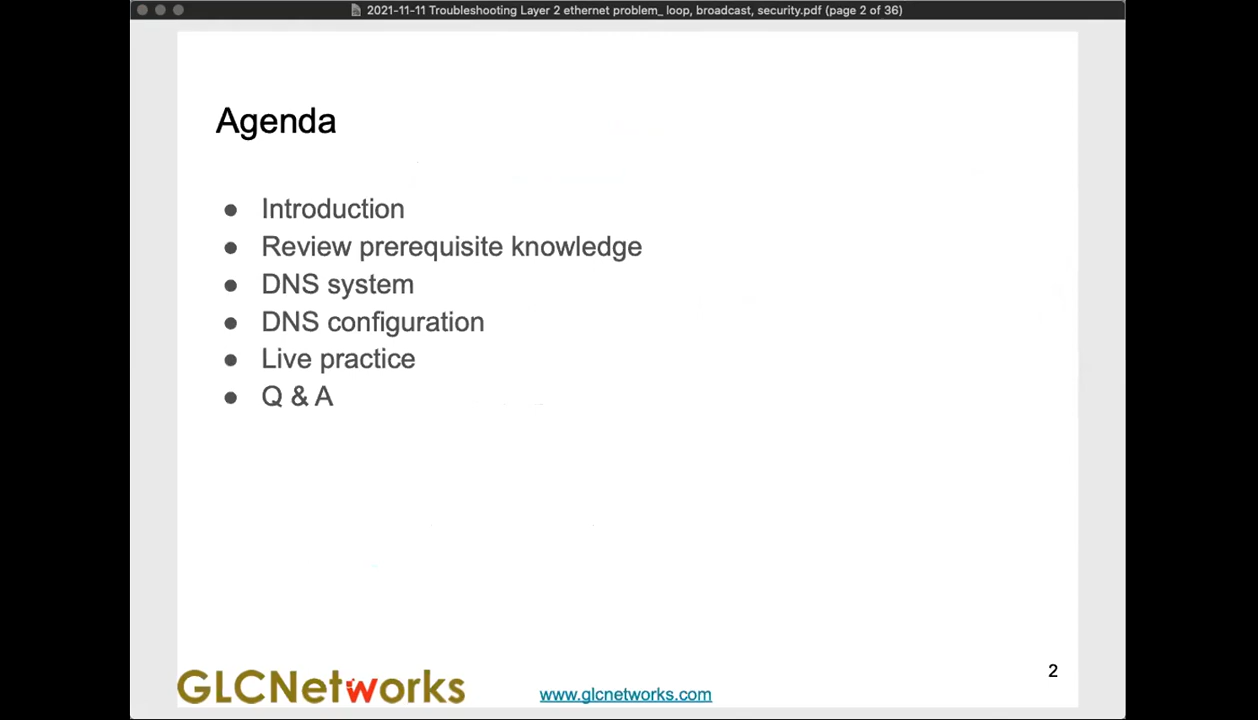 2021-11-11 Troubleshooting Layer 2 ethernet problem_ loop, broadcast, security.pdf (page 2 of 36)
Agenda
● Introduction
● Review prerequisite knowledge
● DNS system
● DNS configuration
● Live practice
● Q & A
GLCNetworks
www.glcnetworks.com
2